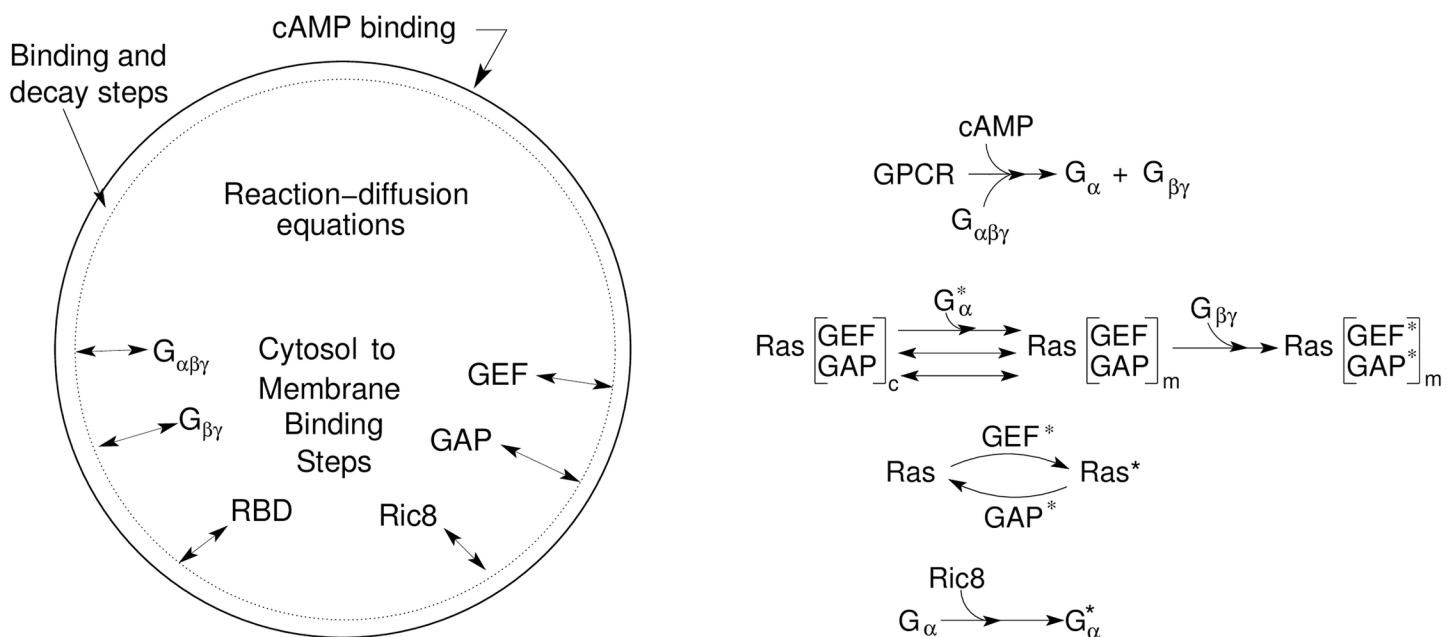 cAMP binding
Binding and
decay steps
Reaction−diffusion
equations
Cytosol to
Membrane
Binding
Steps
Gαβγ
Gβγ
RBD
Ric8
GAP
GEF
cAMP
GPCR Gα + Gβγ
Gαβγ
G*α
Gβγ
Ras [GEF GAP]c Ras [GEF GAP]m Ras [GEF* GAP*]m
GEF*
Ras Ras*
GAP*
Ric8
Gα G*α